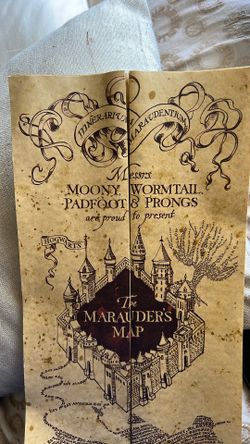 ITINERARIUM MARAUDENTIUM
Messrs.
MOONY WORMTAIL
PADFOOT & PRONGS
are proud to present
HOGWARTS
The
MARAUDER'S
MAP